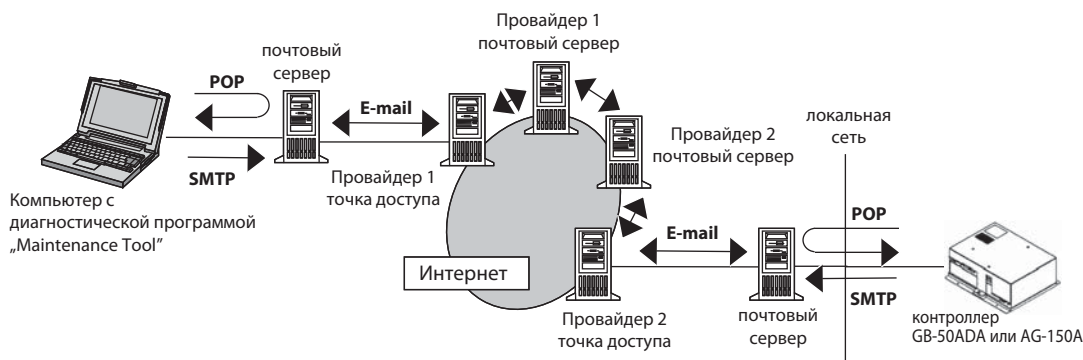 Провайдер 1
почтовый сервер
почтовый
сервер
POP
E-mail
SMTP
Провайдер 1
точка доступа
Компьютер с
диагностической программой
„Maintenance Tool”
Провайдер 2
почтовый сервер
локальная
сеть
Интернет
E-mail
POP
SMTP
Провайдер 2
точка доступа
почтовый
сервер
контроллер
GB-50ADA или AG-150A